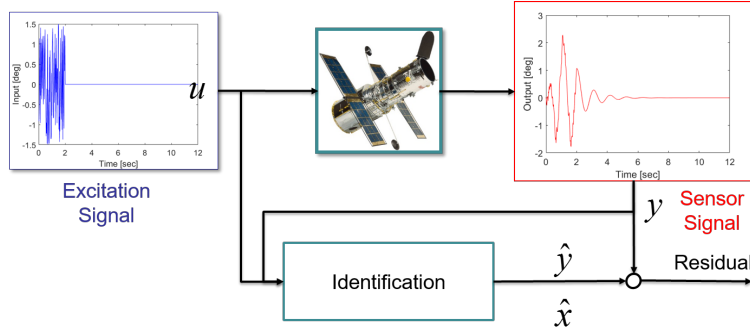 1.5
1
0.5
0
-0.5
-1
-1.5
Input [deg]
0 2 4 6 8 10 12
Time [sec]
u
Excitation
Signal
3
2
1
0
-1
-2
Output [deg]
0 2 4 6 8 10 12
Time [sec]
y
Sensor
Signal
Identification
ŷ
x̂
Residual